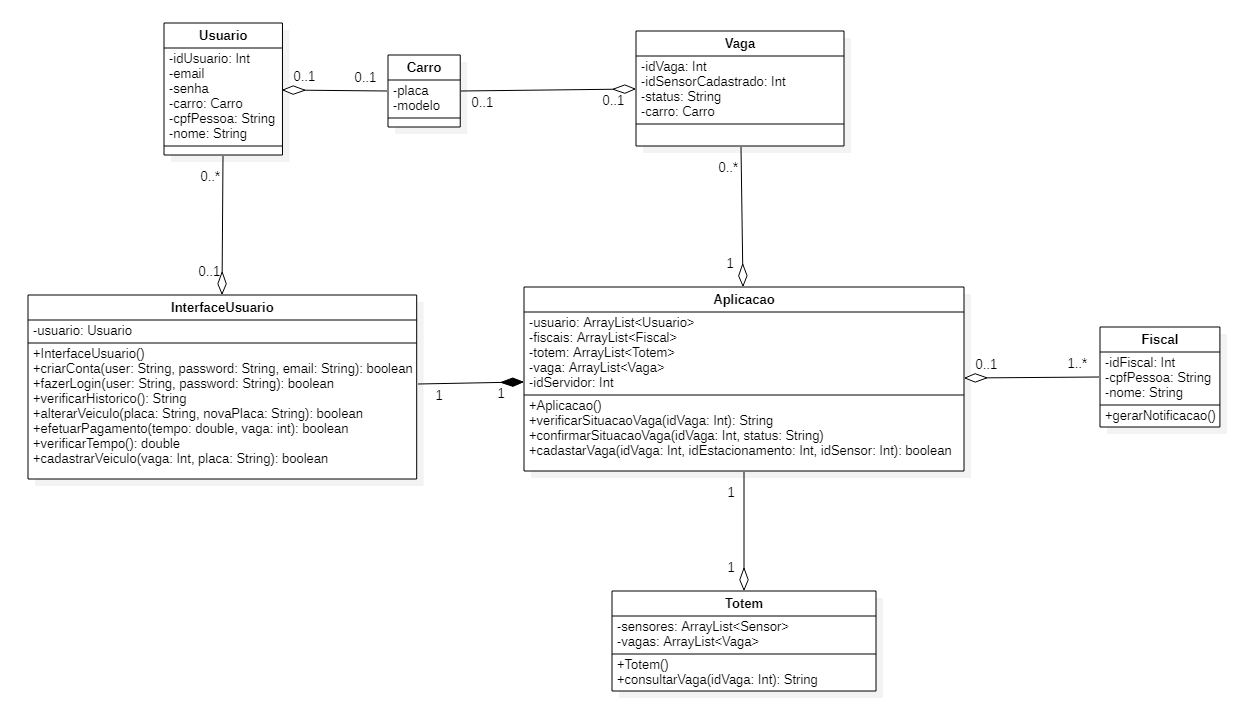 Usuario
-idUsuario: Int
-email
-senha
-carro: Carro
-cpfPessoa: String
-nome: String
0..1
0..1
Carro
-placa
-modelo
0..1
0..1
Vaga
-idVaga: Int
-idSensorCadastrado: Int
-status: String
-carro: Carro
0..*
0..1
0..*
1
InterfaceUsuario
-usuario: Usuario
+InterfaceUsuario()
+criarConta(user: String, password: String, email: String): boolean
+fazerLogin(user: String, password: String): boolean
+verificarHistorico(): String
+alterarVeiculo(placa: String, novaPlaca: String): boolean
+efetuarPagamento(tempo: double, vaga: int): boolean
+verificarTempo(): double
+cadastrarVeiculo(vaga: Int, placa: String): boolean
1
1
Aplicacao
-usuario: ArrayList<Usuario>
-fiscais: ArrayList<Fiscal>
-totem: ArrayList<Totem>
-vaga: ArrayList<Vaga>
-idServidor: Int
+Aplicacao()
+verificarSituacaoVaga(idVaga: Int): String
+confirmarSituacaoVaga(idVaga: Int, status: String)
+cadastarVaga(idVaga: Int, idEstacionamento: Int, idSensor: Int): boolean
0..1
1..*
Fiscal
-idFiscal: Int
-cpfPessoa: String
-nome: String
+gerarNotificacao()
1
1
Totem
-sensores: ArrayList<Sensor>
-vagas: ArrayList<Vaga>
+Totem()
+consultarVaga(idVaga: Int): String